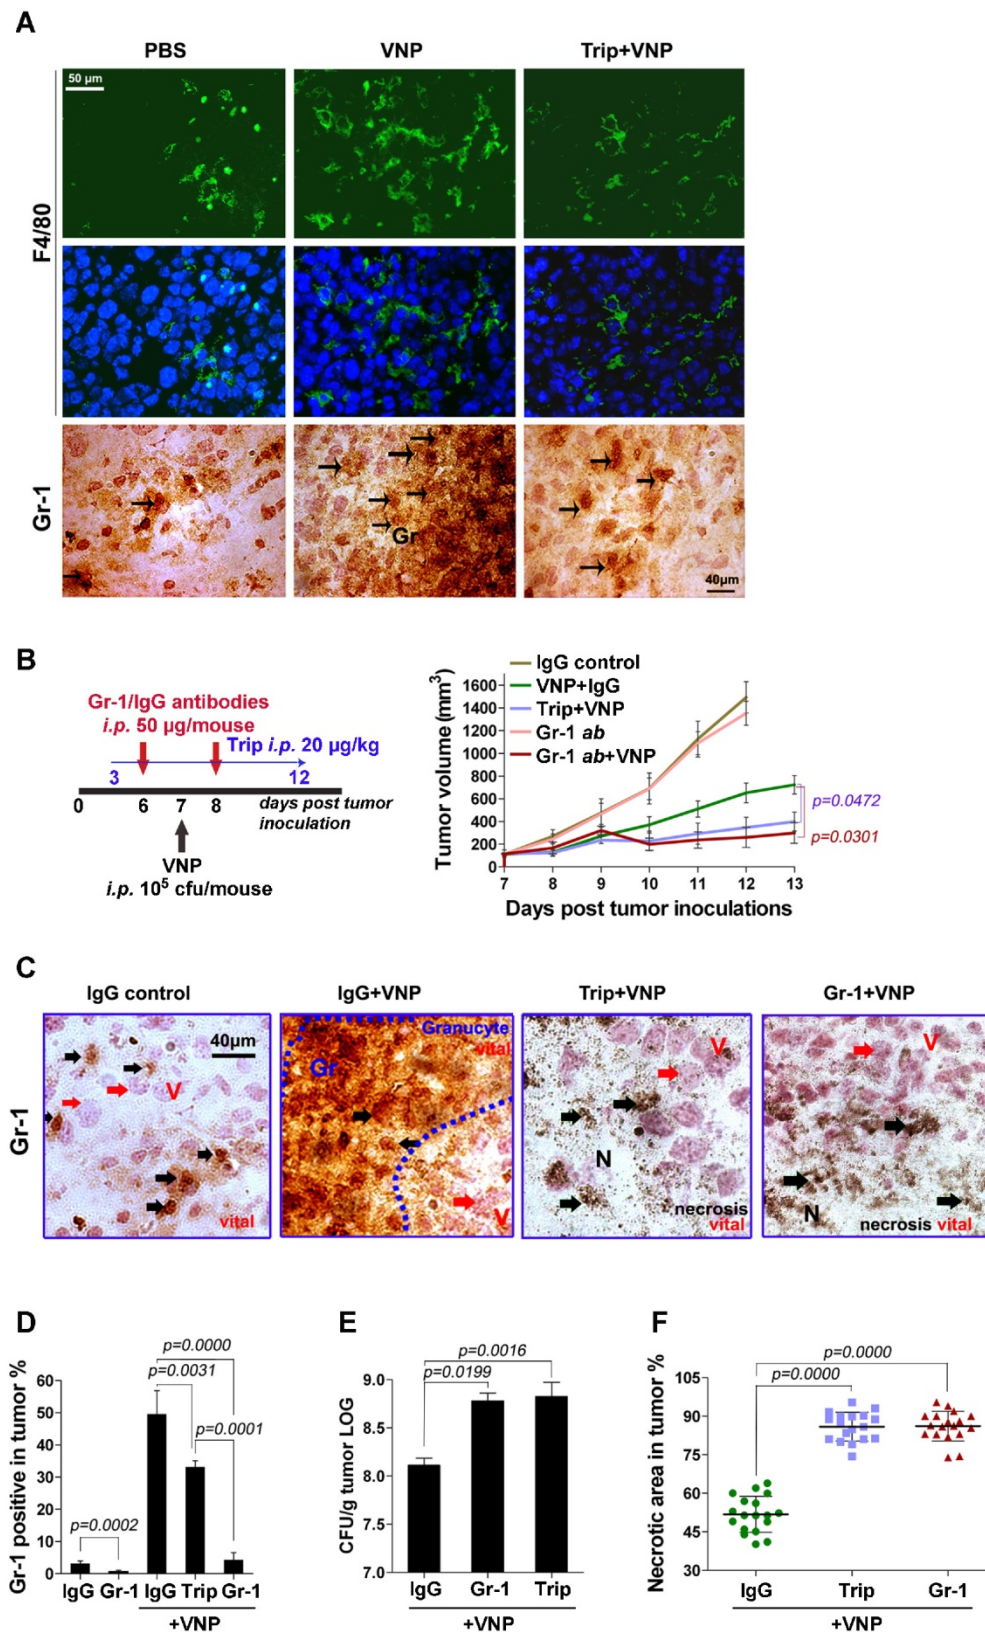 A
PBS
VNP
Trip+VNP
50 µm
F4/80
Gr-1
Gr
40µm
B
Gr-1/IgG antibodies
i.p. 50 µg/mouse
Trip i.p. 20 µg/kg
3
12
0
6
7
8
days post tumor
inoculation
VNP
i.p. 10⁵ cfu/mouse
IgG control
VNP+IgG
Trip+VNP
Gr-1 ab
Gr-1 ab+VNP
Tumor volume (mm³)
1600
1400
1200
1000
800
600
400
200
0
p=0.0472
p=0.0301
7
8
9
10
11
12
13
Days post tumor inoculations
C
IgG control
IgG+VNP
Trip+VNP
Gr-1+VNP
Gr-1
40µm
V
vital
Granucyte
vital
Gr
V
V
N
necrosis
vital
V
N
necrosis vital
D
p=0.0000
p=0.0031
p=0.0001
p=0.0002
Gr-1 positive in tumor %
60
50
40
30
20
10
0
IgG Gr-1 IgG Trip Gr-1
+VNP
E
p=0.0016
p=0.0199
CFU/g tumor LOG
9.0
8.5
8.0
7.5
7.0
IgG Gr-1 Trip
+VNP
F
p=0.0000
p=0.0000
Necrotic area in tumor %
105
90
75
60
45
30
IgG Trip Gr-1
+VNP